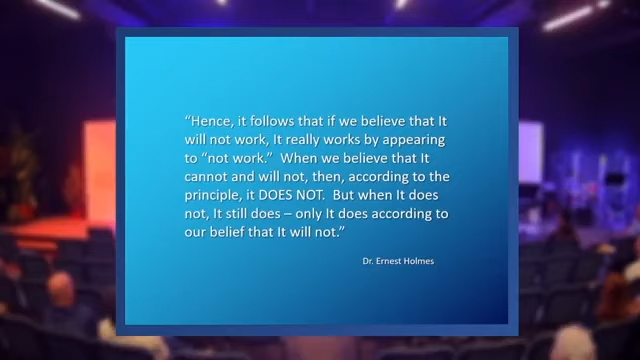 “Hence, it follows that if we believe that It
will not work, It really works by appearing
to “not work.”  When we believe that It
cannot and will not, then, according to the
principle, it DOES NOT.  But when It does
not, It still does – only It does according to
our belief that It will not.”
Dr. Ernest Holmes